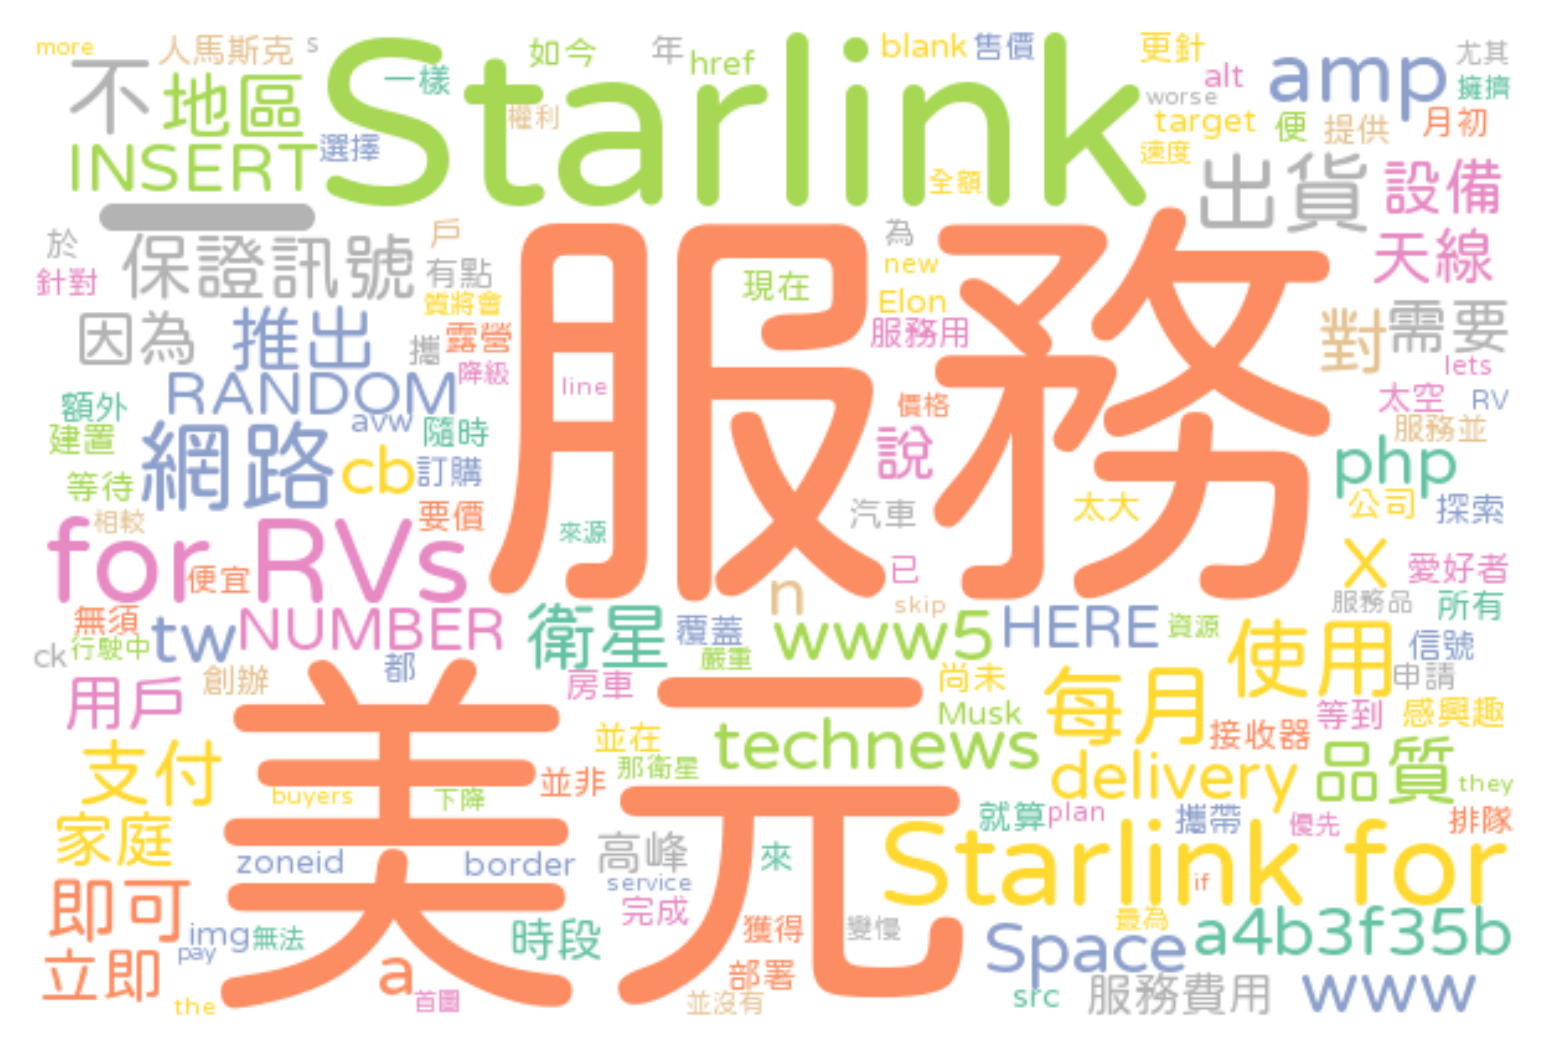 more
人馬斯克
s
Starlink
如今
年
href
blank
售價
更針
尤其
不
地區
一樣
權利
alt
amp
擁擠
worse
INSERT
選擇
target
便
提供
月初
速度
全額
出貨
設備
於
保證訊號
戶
有點
為
天線
針對
質將會
服務
現在
new
Elon
因為
推出
攜
露營
服務用
對
需要
降級
line
lets
RANDOM
額外
avw
隨時
價格
太空
RV
建置
網路
cb
訂購
說
服務並
php
等待
相較
要價
來源
汽車
太大
公司
探索
for RVs
便宜
已
X
愛好者
n
skip
服務品
所有
無須
tw
NUMBER
衛星
覆蓋
www5
HERE
資源
使用
信號
ck
行駛中
創辦
都
嚴重
房車
尚未
每月
申請
用戶
美元
Musk
等到
感興趣
接收器
支付
並在
technews
那衛星
並非
delivery
品質
they
buyers
下降
家庭
就算
plan
攜帶
優先
排隊
zoneid
border
高峰
來
Starlink for
service
if
即可
完成
img
無法
時段
獲得
變慢
最為
Space
a4b3f35b
pay
立即
a
首圖
部署
the
並沒有
src
服務費用
www